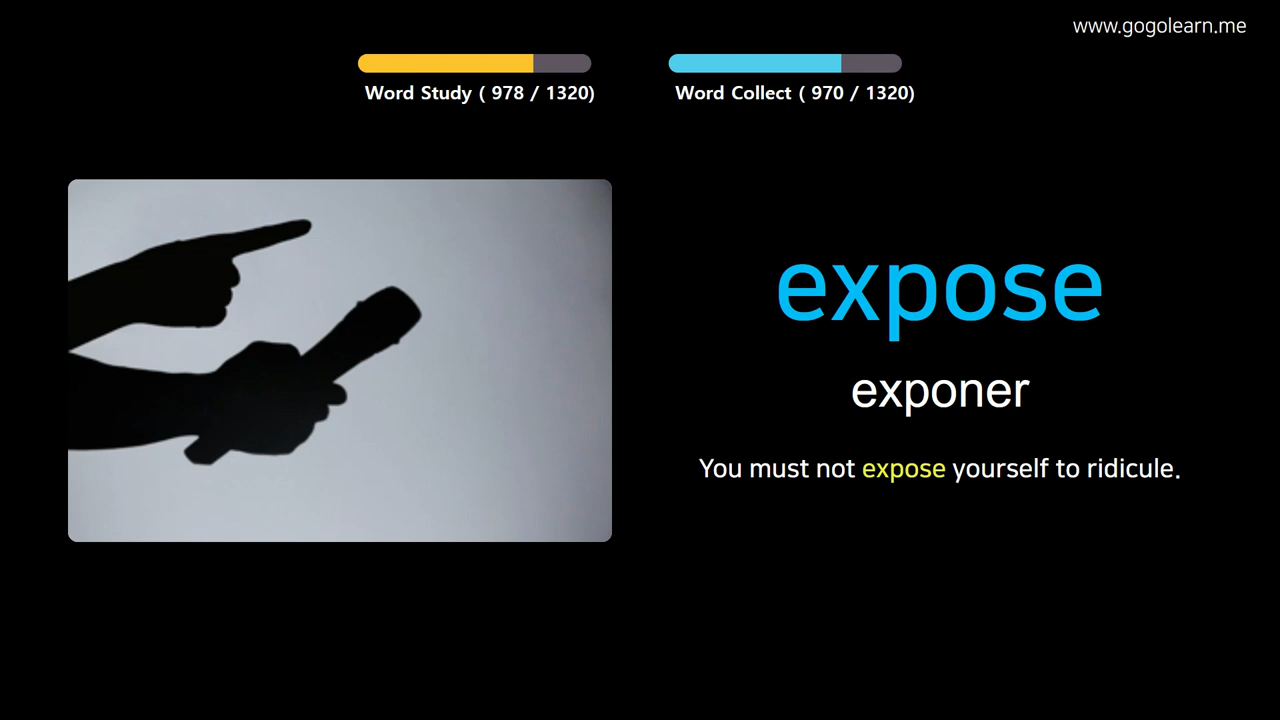 www.gogolearn.me
Word Study ( 978 / 1320)
Word Collect ( 970 / 1320)
expose
exponer
You must not expose yourself to ridicule.